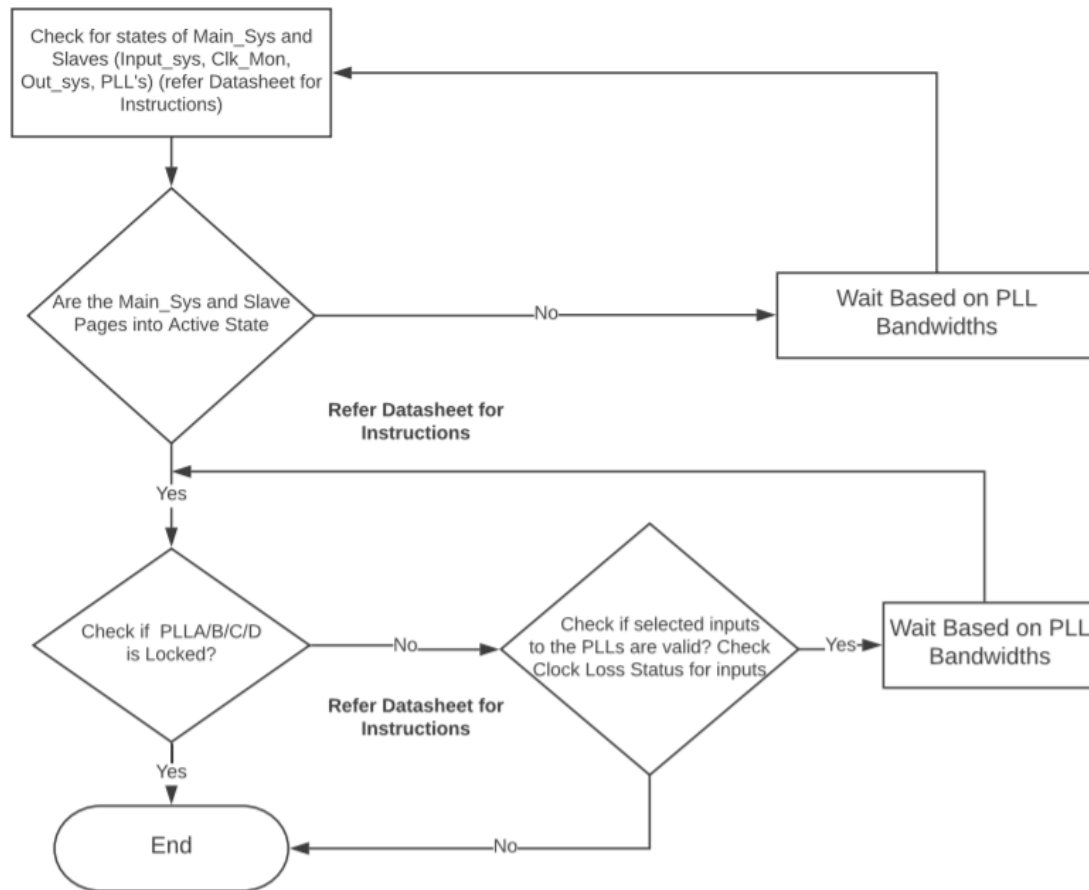 Check for states of Main_Sys and
Slaves (Input_sys, Clk_Mon,
Out_sys, PLL's) (refer Datasheet for
Instructions)
Are the Main_Sys and Slave
Pages into Active State
No
Wait Based on PLL
Bandwidths
Refer Datasheet for
Instructions
Yes
Check if PLLA/B/C/D
is Locked?
No
Check if selected inputs
to the PLLs are valid? Check
Clock Loss Status for inputs
Yes
Wait Based on PLL
Bandwidths
Refer Datasheet for
Instructions
Yes
End
No